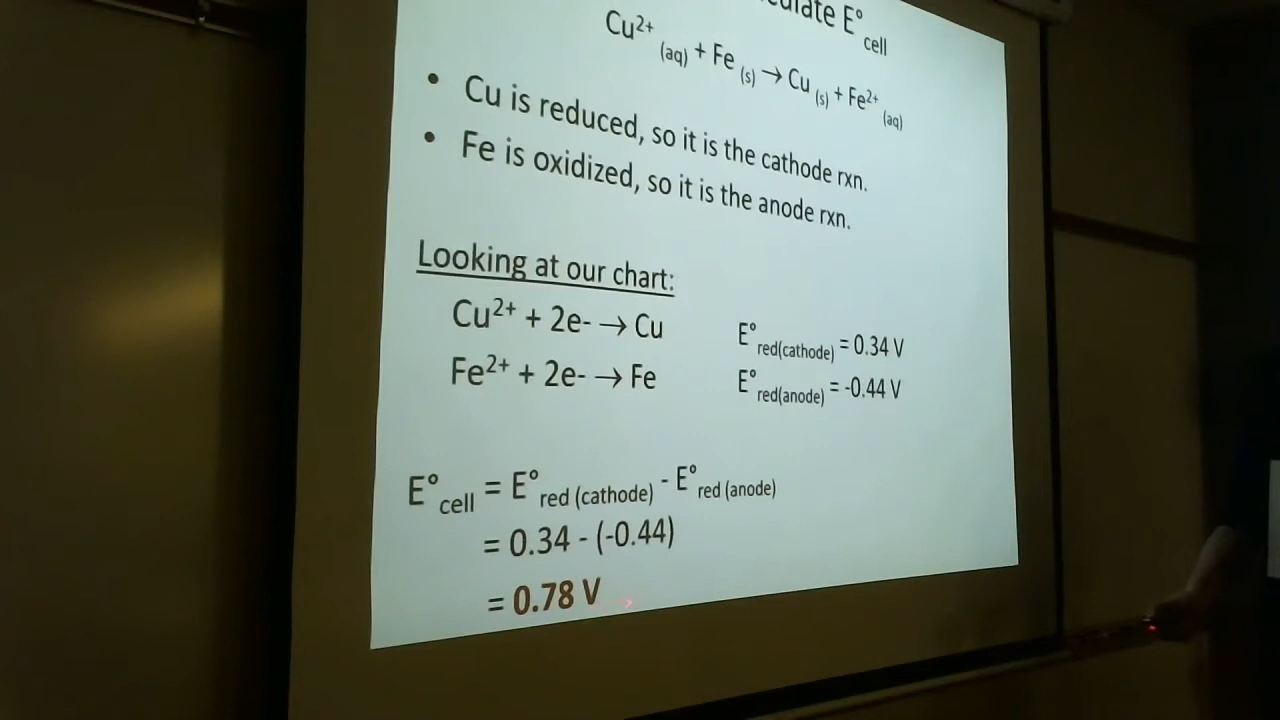 E°cell
Cu²⁺(aq) + Fe(s) → Cu(s) + Fe²⁺(aq)
• Cu is reduced, so it is the cathode rxn.
• Fe is oxidized, so it is the anode rxn.
Looking at our chart:
Cu²⁺ + 2e- → Cu E°red(cathode) = 0.34 V
Fe²⁺ + 2e- → Fe E°red(anode) = -0.44 V
E°cell = E°red (cathode) - E°red (anode)
= 0.34 - (-0.44)
= 0.78 V